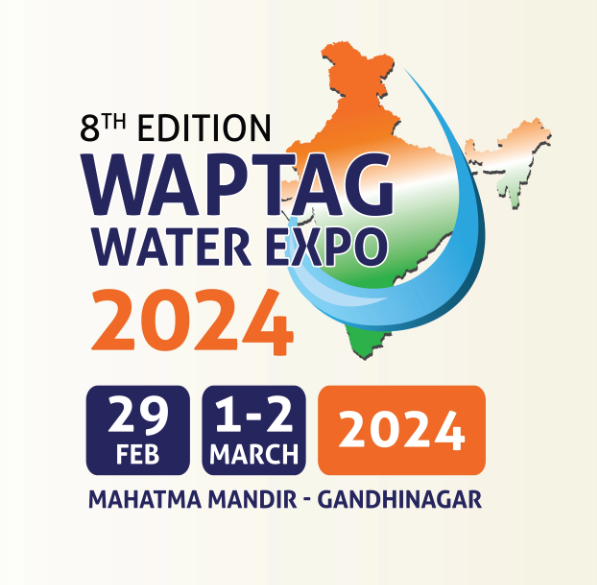 8TH EDITION
WAPTAG
WATER EXPO
2024
29 FEB
1-2 MARCH
2024
MAHATMA MANDIR - GANDHINAGAR